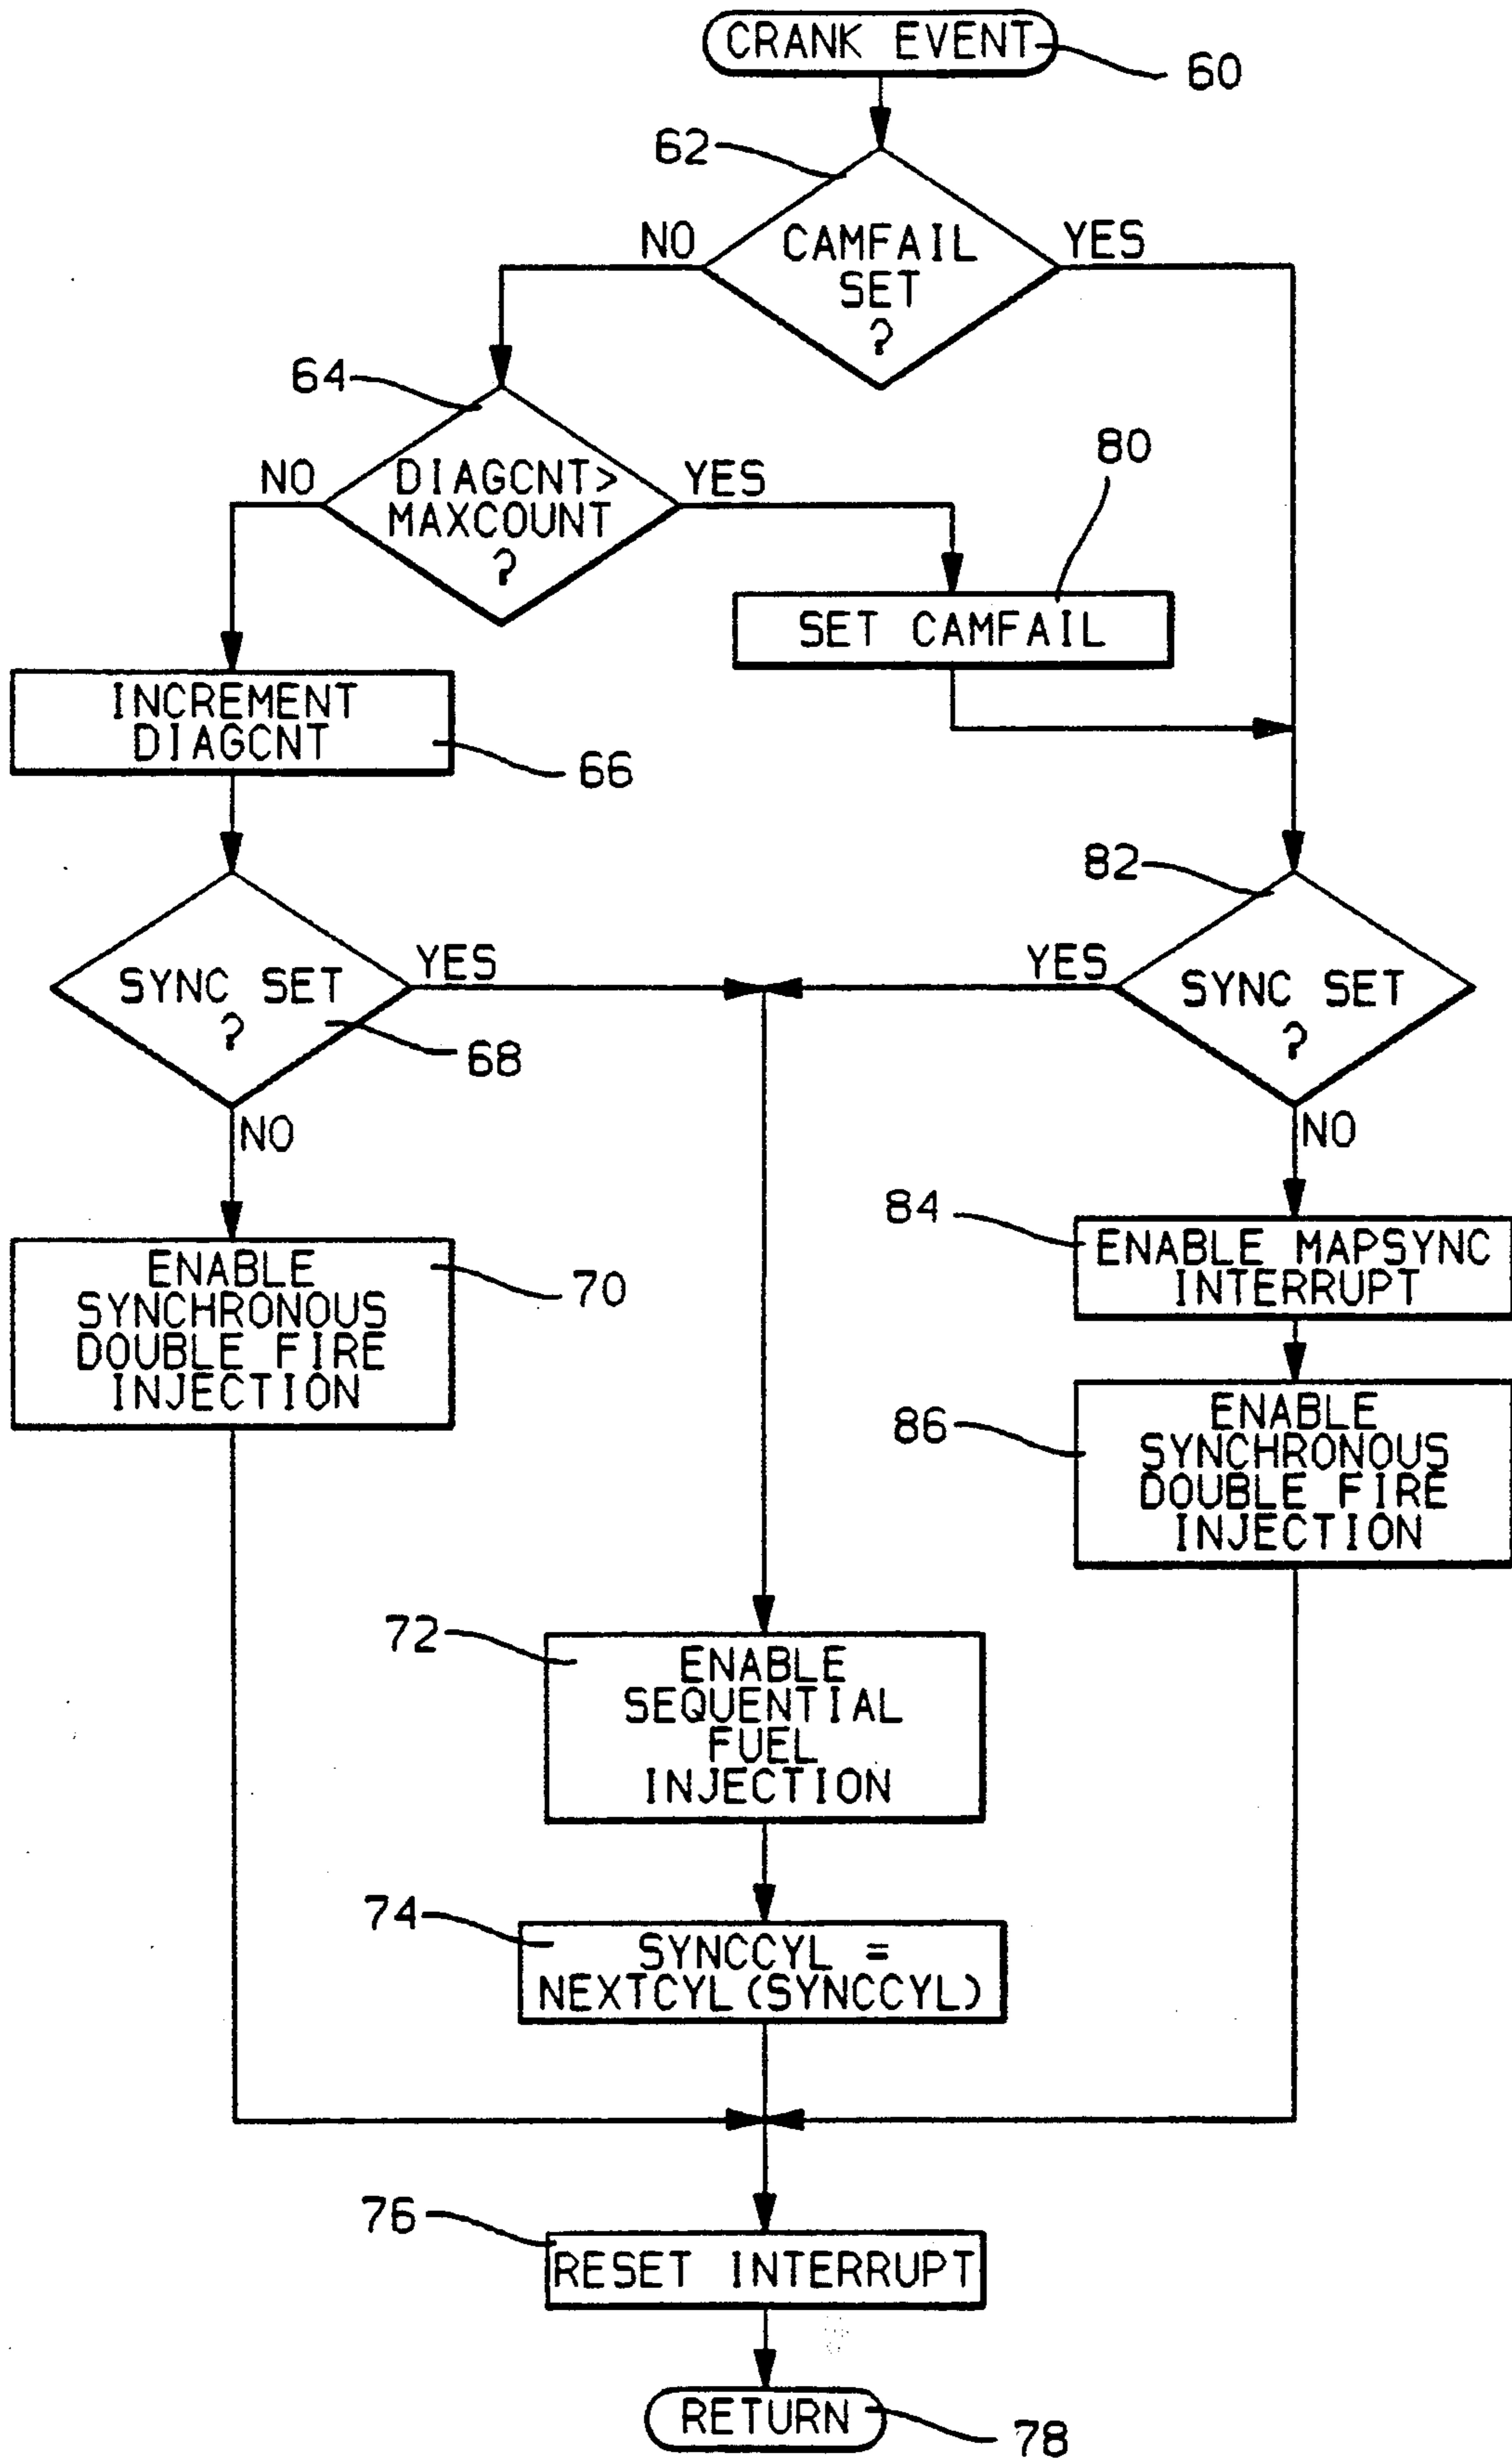 CRANK EVENT
60
62
NO
YES
CAMFAIL
SET
?
64
80
NO
YES
DIAGCNT>
MAXCOUNT
?
SET CAMFAIL
INCREMENT
DIAGCNT
66
82
YES
YES
SYNC SET
?
68
SYNC SET
?
NO
NO
84
ENABLE MAPSYNC
INTERRUPT
ENABLE
SYNCHRONOUS
DOUBLE FIRE
INJECTION
70
86
ENABLE
SYNCHRONOUS
DOUBLE FIRE
INJECTION
72
ENABLE
SEQUENTIAL
FUEL
INJECTION
74
SYNCCYL =
NEXTCYL(SYNCCYL)
76
RESET INTERRUPT
RETURN
78